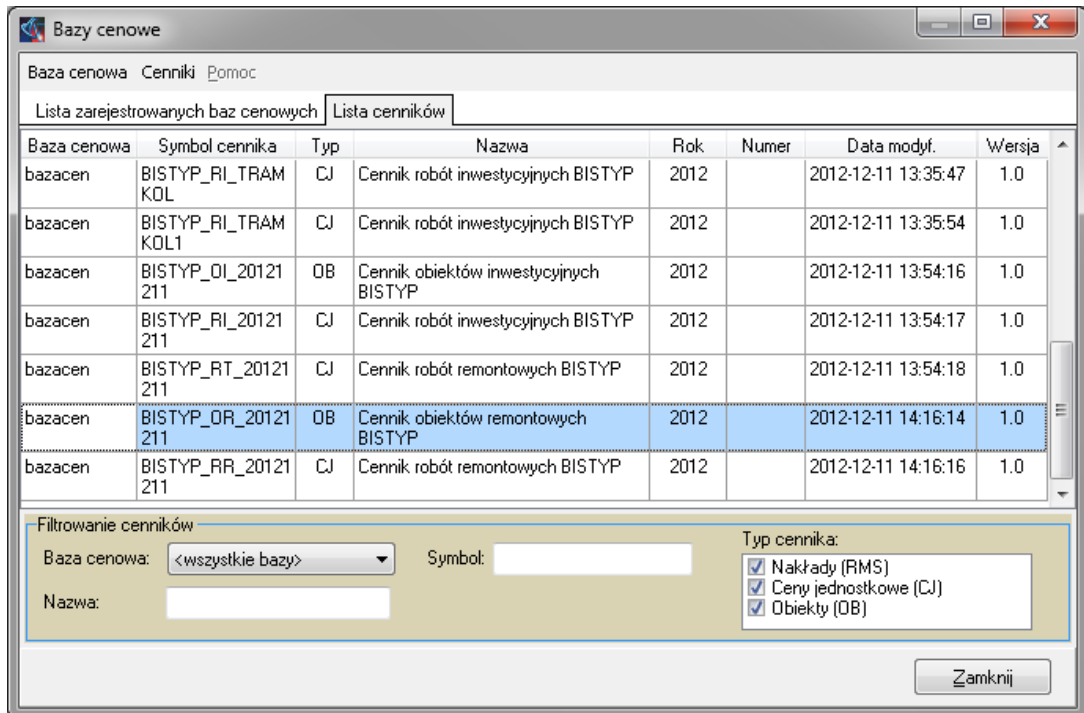 Bazy cenowe
Baza cenowa Cenniki Pomoc
Lista zarejestrowanych baz cenowych Lista cenników
Baza cenowa Symbol cennika Typ Nazwa Rok Numer Data modyf. Wersja
bazacen BISTYP_RI_TRAM CJ Cennik robót inwestycyjnych BISTYP 2012 2012-12-11 13:35:47 1.0
KOL
bazacen BISTYP_RI_TRAM CJ Cennik robót inwestycyjnych BISTYP 2012 2012-12-11 13:35:54 1.0
KOL1
bazacen BISTYP_OI_20121 OB Cennik obiektów inwestycyjnych 2012 2012-12-11 13:54:16 1.0
211 BISTYP
bazacen BISTYP_RI_20121 CJ Cennik robót inwestycyjnych BISTYP 2012 2012-12-11 13:54:17 1.0
211
bazacen BISTYP_RT_20121 CJ Cennik robót remontowych BISTYP 2012 2012-12-11 13:54:18 1.0
211
bazacen BISTYP_OR_20121 OB Cennik obiektów remontowych 2012 2012-12-11 14:16:14 1.0
211 BISTYP
bazacen BISTYP_RR_20121 CJ Cennik robót remontowych BISTYP 2012 2012-12-11 14:16:16 1.0
211
Filtrowanie cenników
Baza cenowa: <wszystkie bazy> Symbol: Typ cennika:
Nakłady (RMS)
Ceny jednostkowe (CJ)
Nazwa: Obiekty (OB)
Zamknij